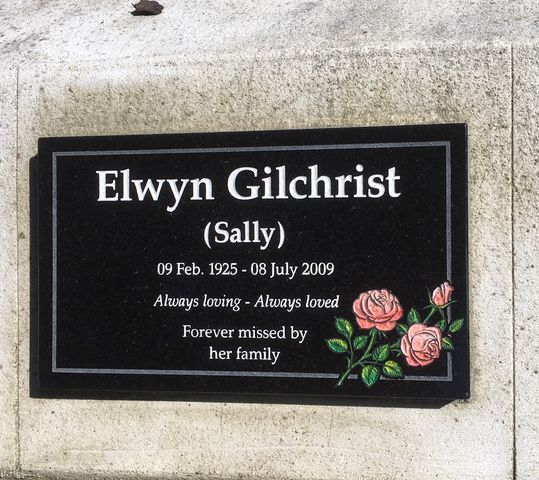 Elwyn Gilchrist
(Sally)
09 Feb. 1925 - 08 July 2009
Always loving - Always loved
Forever missed by
her family